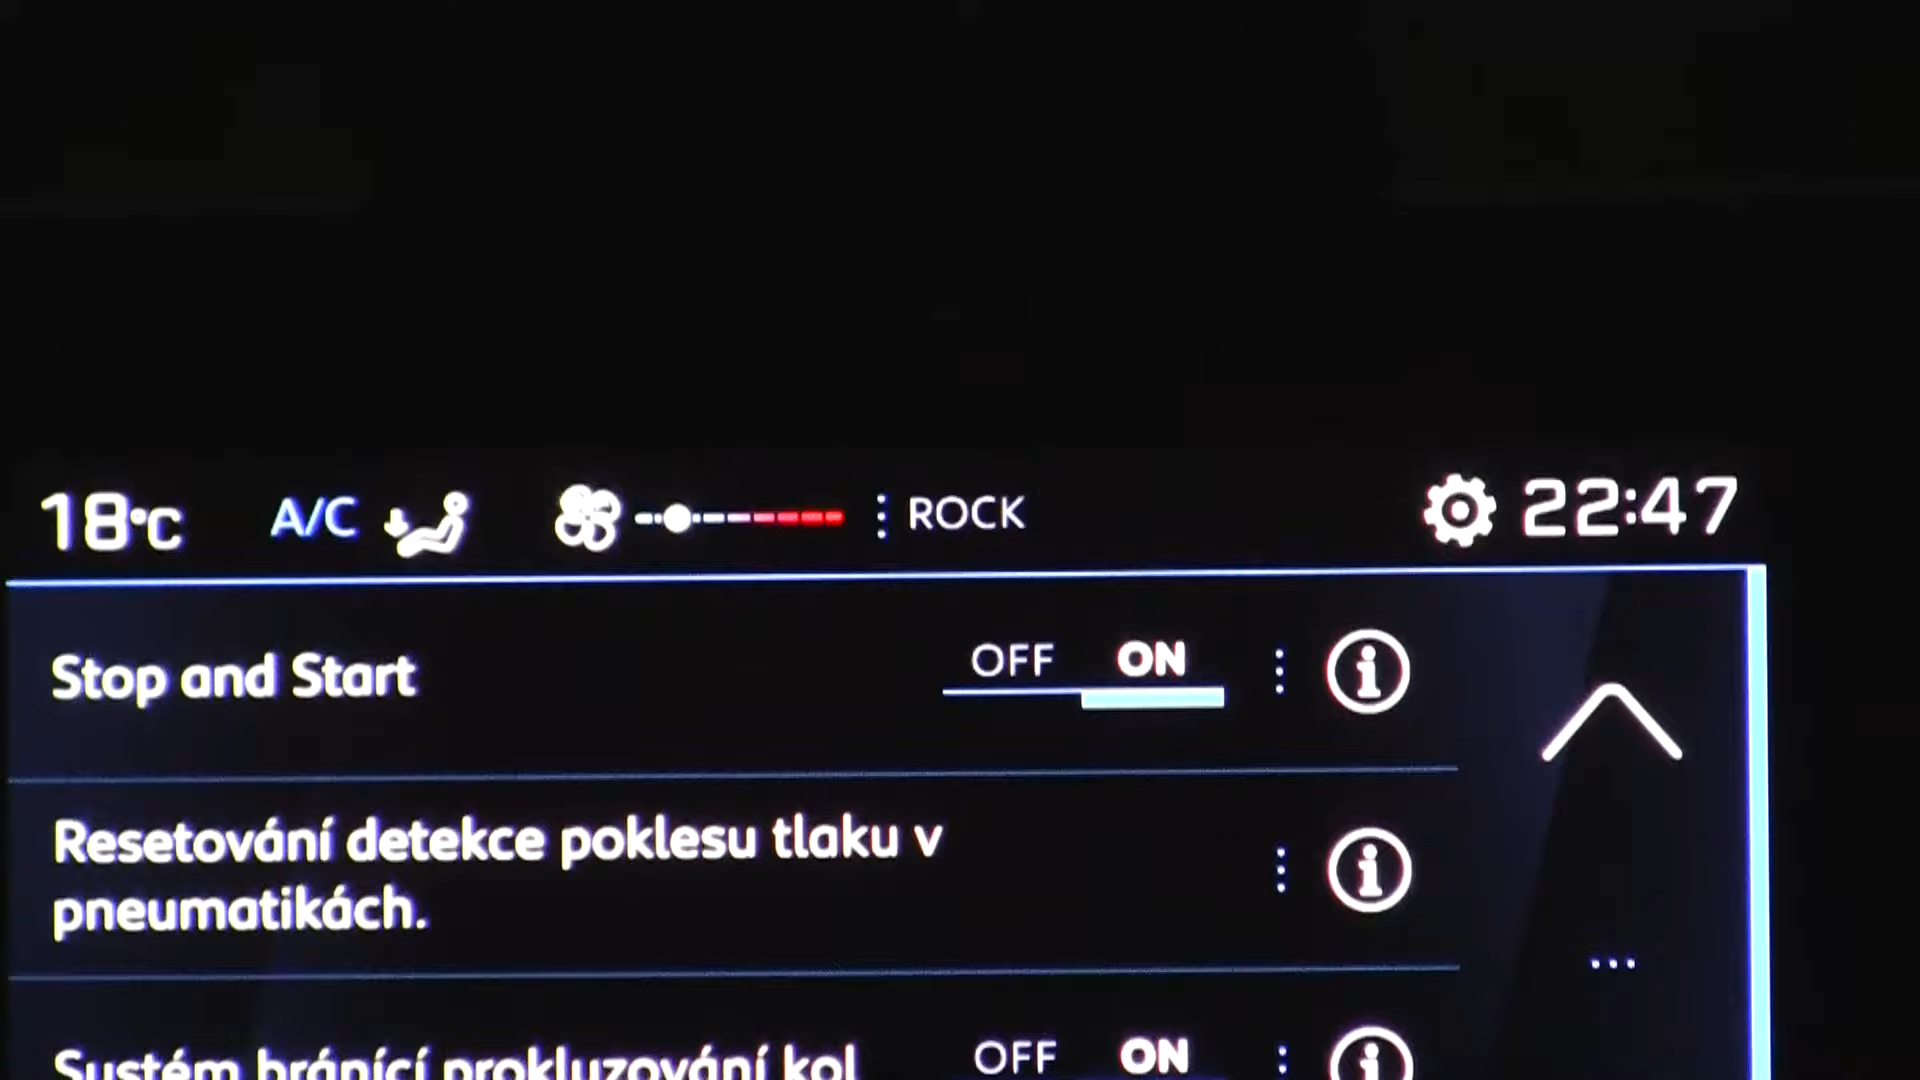 18°C A/C ROCK 22:47
Stop and Start OFF ON
Resetování detekce poklesu tlaku v
pneumatikách.
Systém bránící prokluzování kol OFF ON